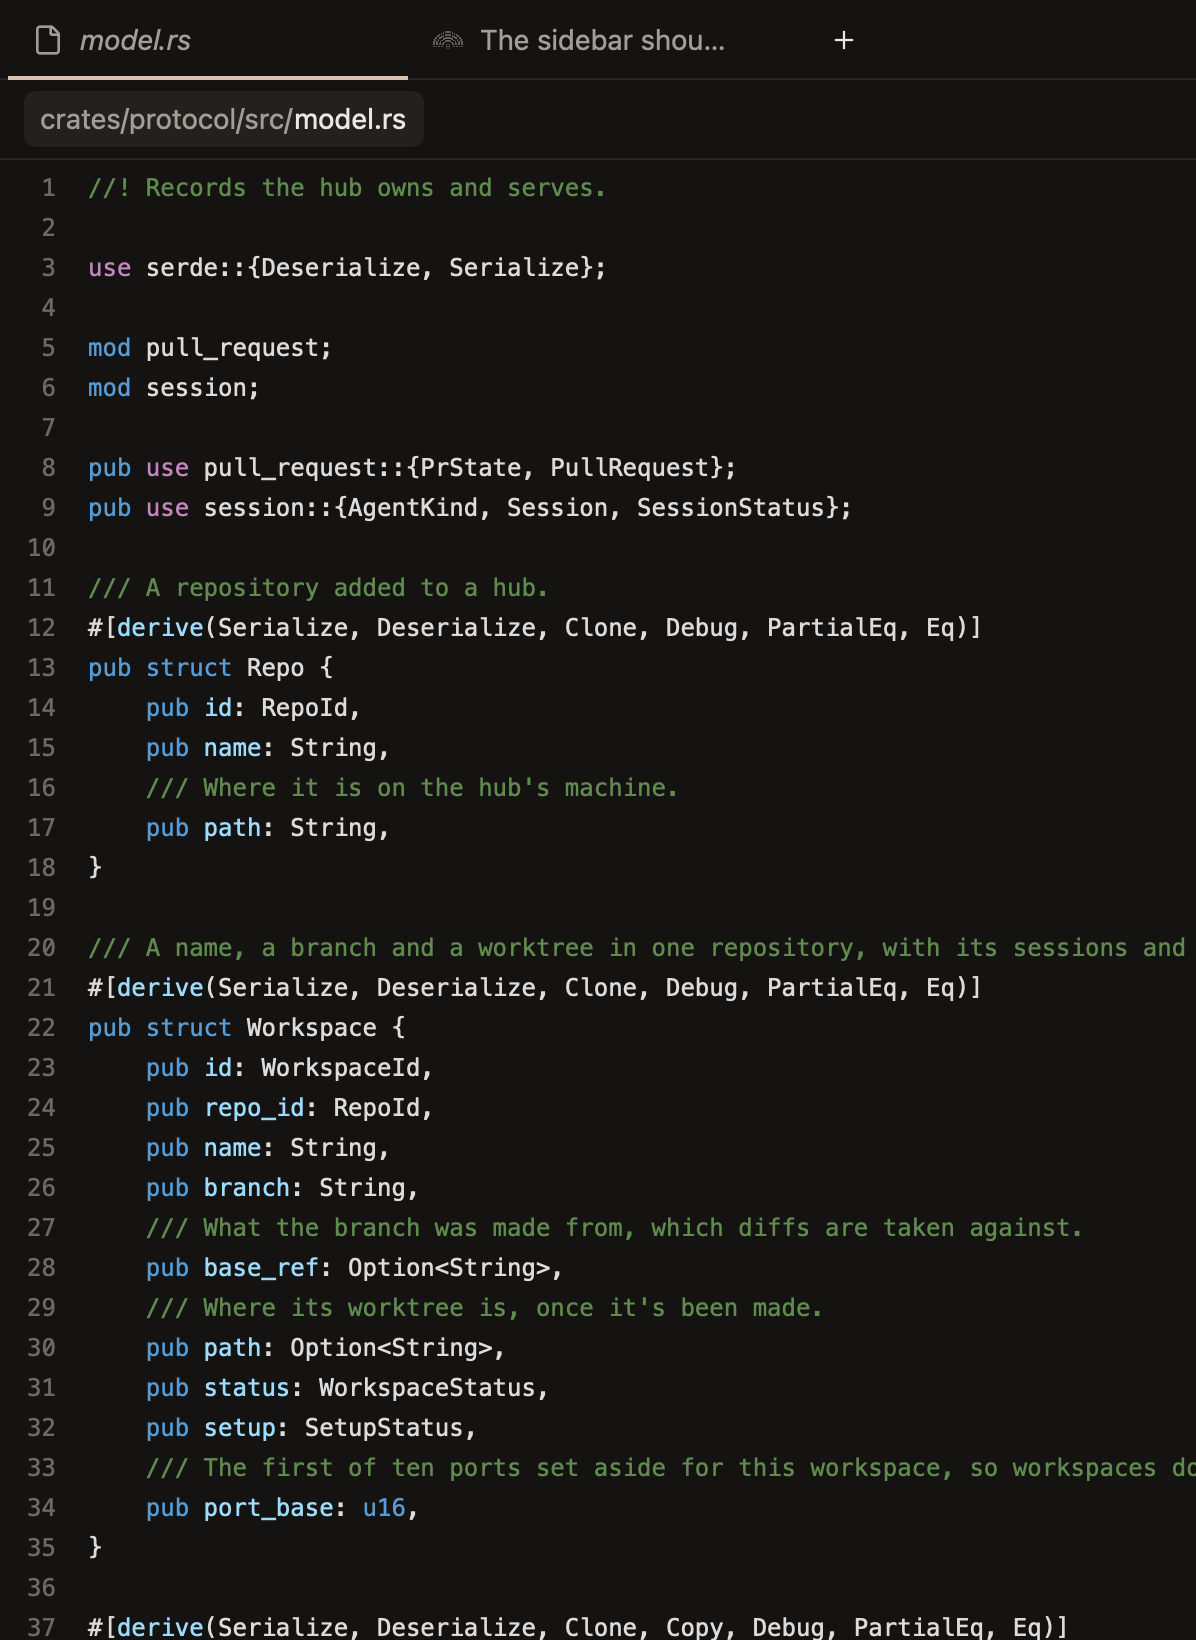 model.rs
The sidebar shou...
+
crates/protocol/src/model.rs
1 //! Records the hub owns and serves.
2
3 use serde::{Deserialize, Serialize};
4
5 mod pull_request;
6 mod session;
7
8 pub use pull_request::{PrState, PullRequest};
9 pub use session::{AgentKind, Session, SessionStatus};
10
11 /// A repository added to a hub.
12 #[derive(Serialize, Deserialize, Clone, Debug, PartialEq, Eq)]
13 pub struct Repo {
14     pub id: RepoId,
15     pub name: String,
16     /// Where it is on the hub's machine.
17     pub path: String,
18 }
19
20 /// A name, a branch and a worktree in one repository, with its sessions and
21 #[derive(Serialize, Deserialize, Clone, Debug, PartialEq, Eq)]
22 pub struct Workspace {
23     pub id: WorkspaceId,
24     pub repo_id: RepoId,
25     pub name: String,
26     pub branch: String,
27     /// What the branch was made from, which diffs are taken against.
28     pub base_ref: Option<String>,
29     /// Where its worktree is, once it's been made.
30     pub path: Option<String>,
31     pub status: WorkspaceStatus,
32     pub setup: SetupStatus,
33     /// The first of ten ports set aside for this workspace, so workspaces
34     pub port_base: u16,
35 }
36
37 #[derive(Serialize, Deserialize, Clone, Copy, Debug, PartialEq, Eq)]